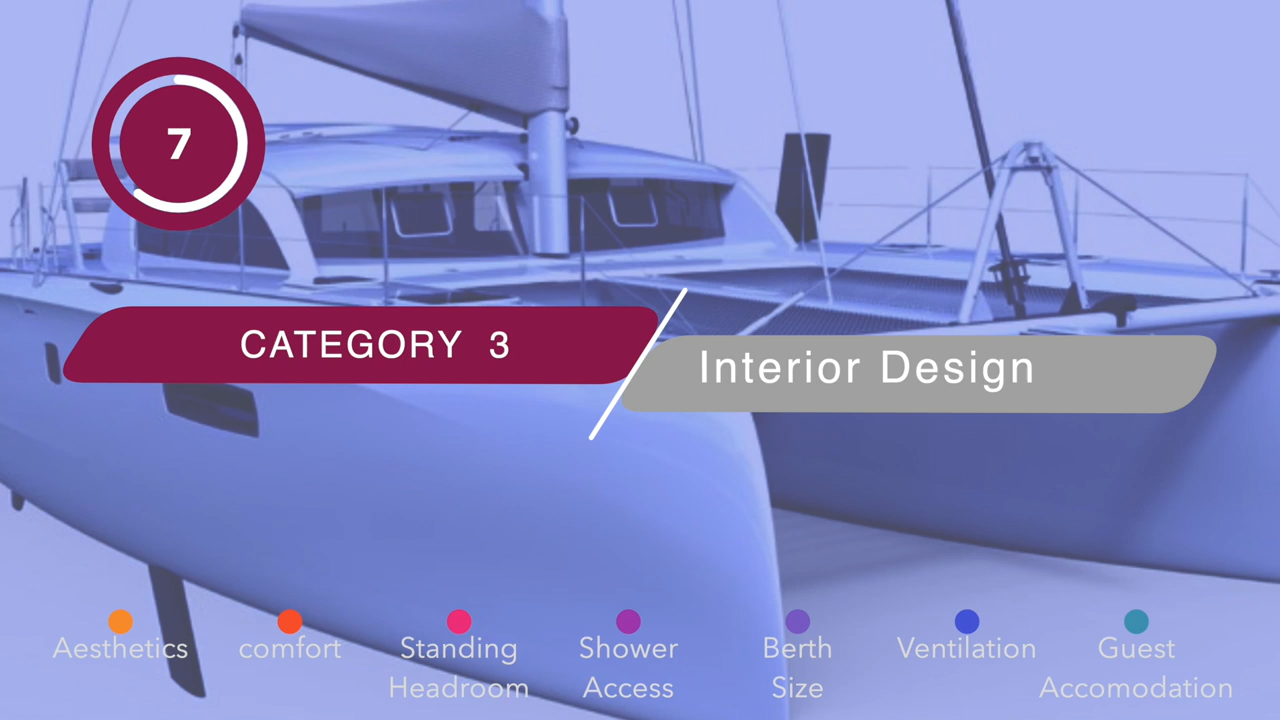 7
CATEGORY 3
Interior Design
Aesthetics
comfort
Standing
Headroom
Shower
Access
Berth
Size
Ventilation
Guest
Accomodation